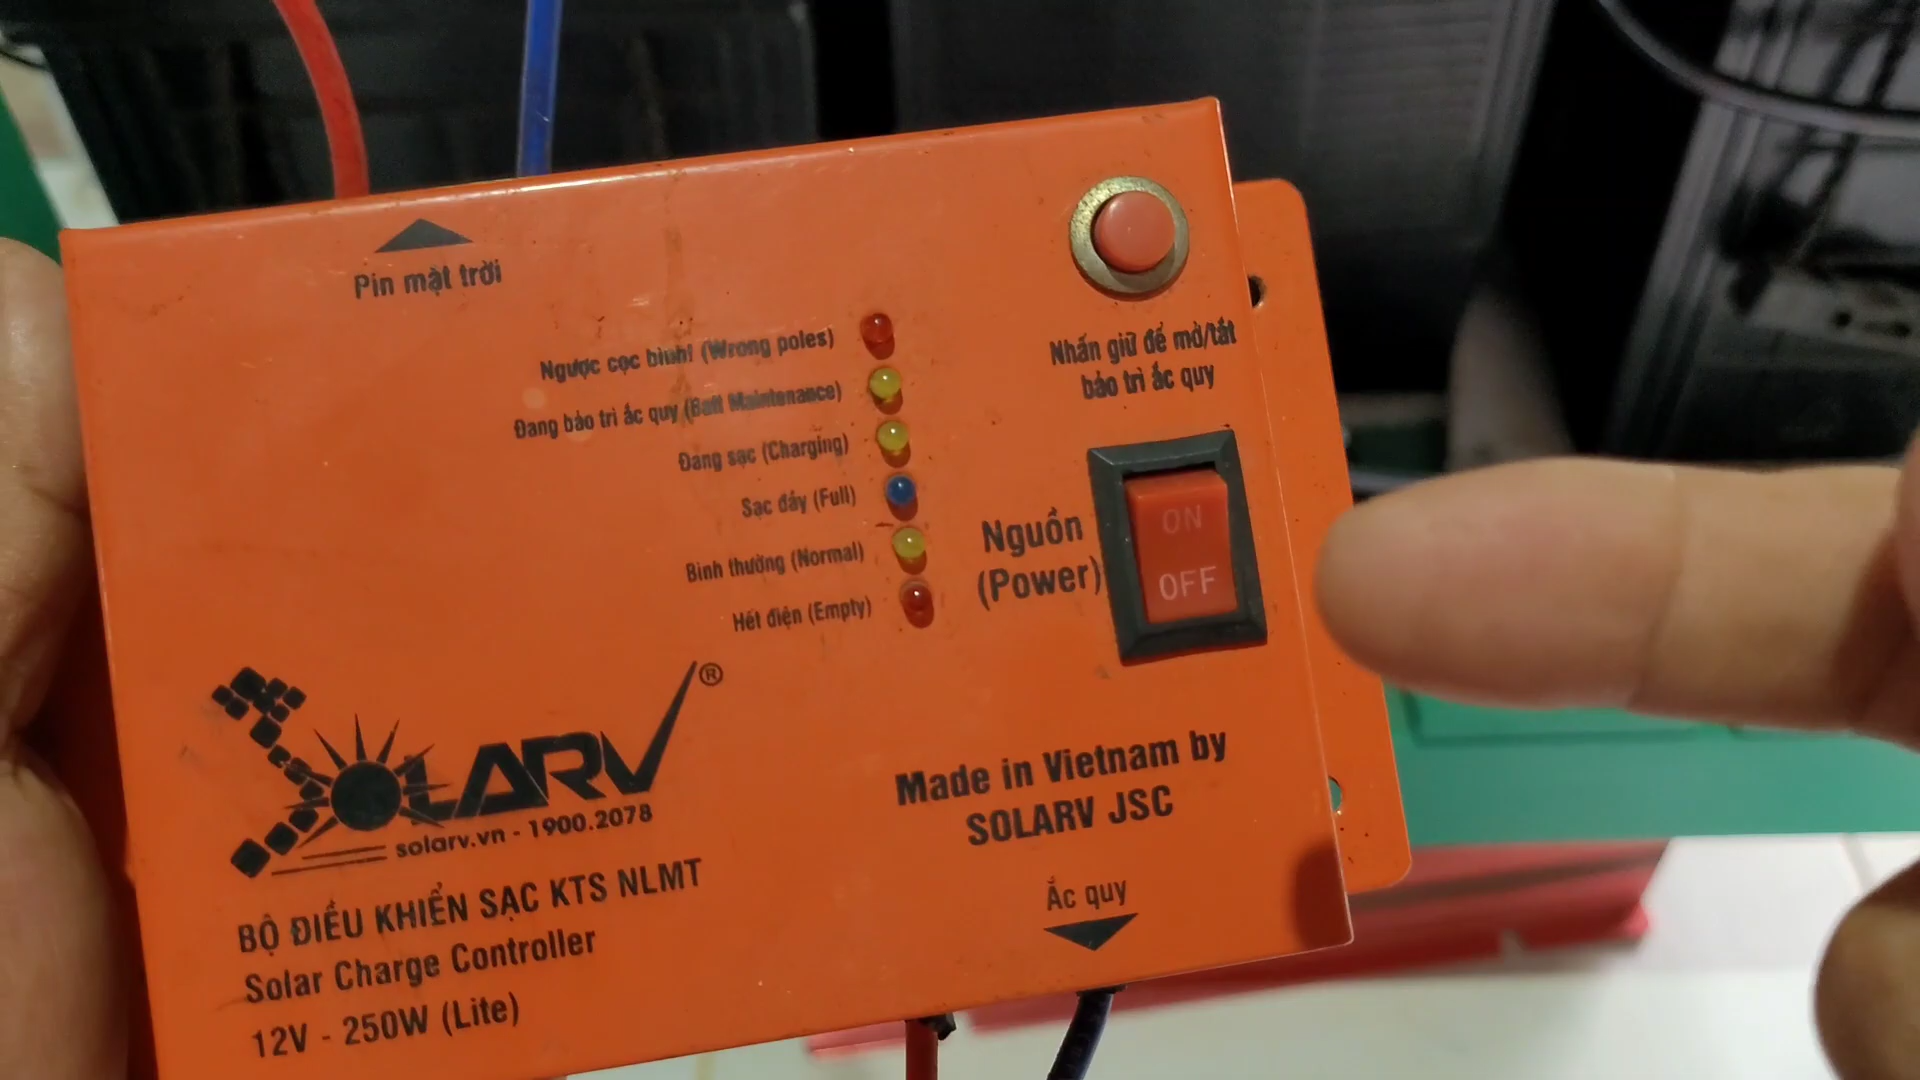 Pin mặt trời
Ngược cọc bình! (Wrong poles)
Đang bảo trì ắc quy (Batt Maintenance)
Đang sạc (Charging)
Sạc đầy (Full)
Bình thường (Normal)
Hết điện (Empty)
Nhấn giữ để mở/tắt
bảo trì ắc quy
Nguồn
(Power)
ON
OFF
SOLARV®
solarv.vn - 1900.2078
BỘ ĐIỀU KHIỂN SẠC KTS NLMT
Solar Charge Controller
12V - 250W (Lite)
Made in Vietnam by
SOLARV JSC
Ắc quy